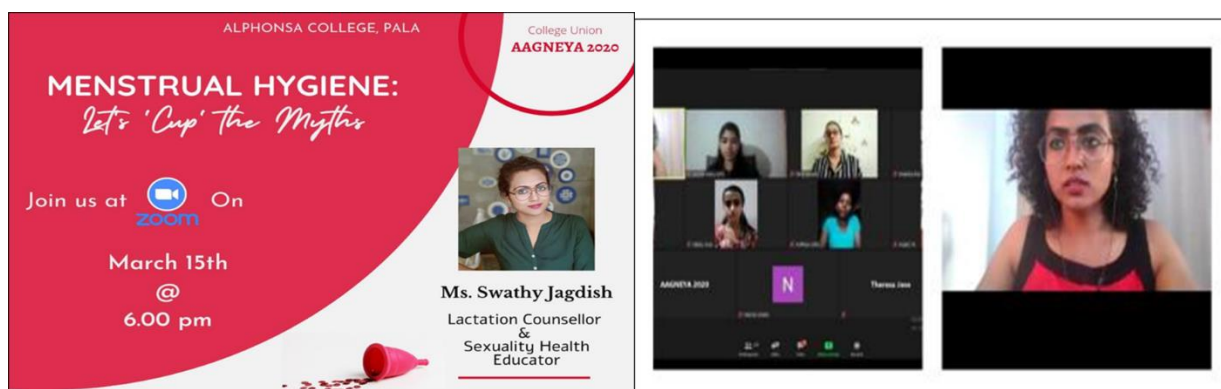 ALPHONSA COLLEGE, PALA
College Union
AAGNEYA 2020
MENSTRUAL HYGIENE:
Let's 'Cup' the Myths
Join us at zoom On
March 15th
@
6.00 pm
Ms. Swathy Jagdish
Lactation Counsellor
&
Sexuality Health
Educator
AAGNEYA 2020
N
Theresa Jose